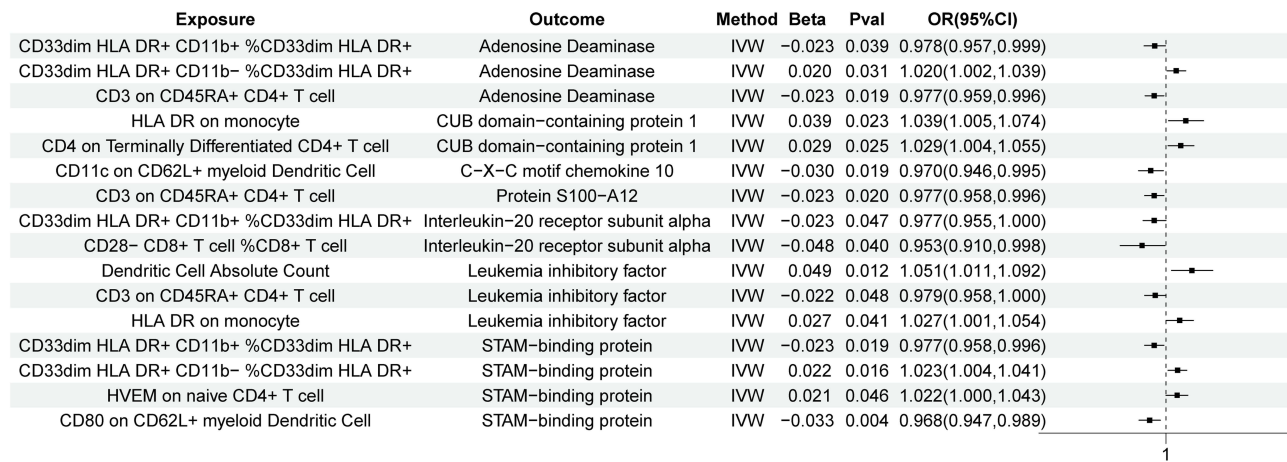 Exposure Outcome Method Beta Pval OR(95%CI)
CD33dim HLA DR+ CD11b+ %CD33dim HLA DR+ Adenosine Deaminase IVW −0.023 0.039 0.978(0.957,0.999)
CD33dim HLA DR+ CD11b− %CD33dim HLA DR+ Adenosine Deaminase IVW 0.020 0.031 1.020(1.002,1.039)
CD3 on CD45RA+ CD4+ T cell Adenosine Deaminase IVW −0.023 0.019 0.977(0.959,0.996)
HLA DR on monocyte CUB domain−containing protein 1 IVW 0.039 0.023 1.039(1.005,1.074)
CD4 on Terminally Differentiated CD4+ T cell CUB domain−containing protein 1 IVW 0.029 0.025 1.029(1.004,1.055)
CD11c on CD62L+ myeloid Dendritic Cell C−X−C motif chemokine 10 IVW −0.030 0.019 0.970(0.946,0.995)
CD3 on CD45RA+ CD4+ T cell Protein S100−A12 IVW −0.023 0.020 0.977(0.958,0.996)
CD33dim HLA DR+ CD11b+ %CD33dim HLA DR+ Interleukin−20 receptor subunit alpha IVW −0.023 0.047 0.977(0.955,1.000)
CD28− CD8+ T cell %CD8+ T cell Interleukin−20 receptor subunit alpha IVW −0.048 0.040 0.953(0.910,0.998)
Dendritic Cell Absolute Count Leukemia inhibitory factor IVW 0.049 0.012 1.051(1.011,1.092)
CD3 on CD45RA+ CD4+ T cell Leukemia inhibitory factor IVW −0.022 0.048 0.979(0.958,1.000)
HLA DR on monocyte Leukemia inhibitory factor IVW 0.027 0.041 1.027(1.001,1.054)
CD33dim HLA DR+ CD11b+ %CD33dim HLA DR+ STAM−binding protein IVW −0.023 0.019 0.977(0.958,0.996)
CD33dim HLA DR+ CD11b− %CD33dim HLA DR+ STAM−binding protein IVW 0.022 0.016 1.023(1.004,1.041)
HVEM on naive CD4+ T cell STAM−binding protein IVW 0.021 0.046 1.022(1.000,1.043)
CD80 on CD62L+ myeloid Dendritic Cell STAM−binding protein IVW −0.033 0.004 0.968(0.947,0.989)
1